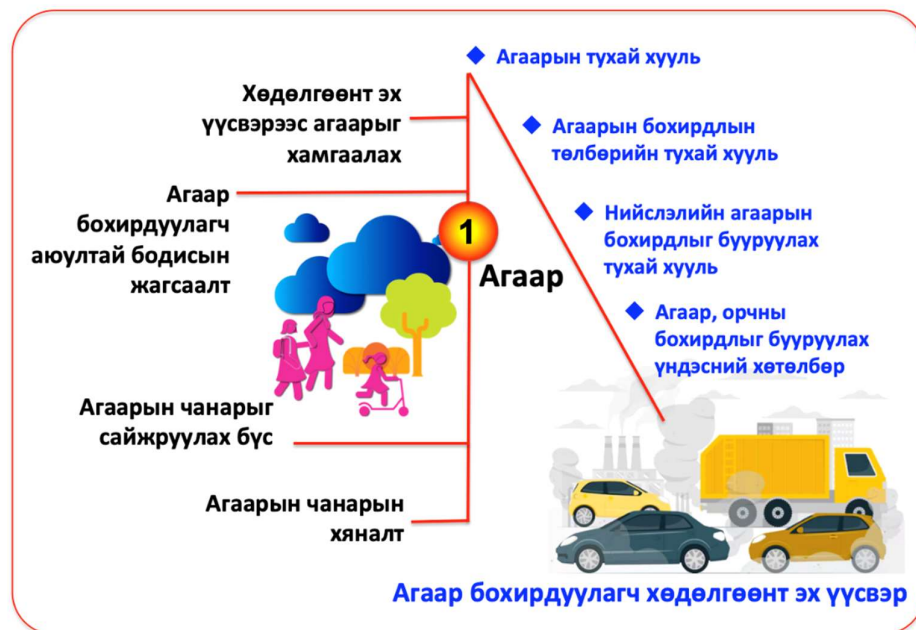 Агаарын тухай хууль
Хөдөлгөөнт эх
үүсвэрээс агаарыг
хамгаалах
Агаарын бохирдлын
төлбөрийн тухай хууль
Агаар
бохирдуулагч
аюултай бодисын
жагсаалт
Нийслэлийн агаарын
бохирдлыг бууруулах
тухай хууль
1
Агаар
Агаар, орчны
бохирдлыг бууруулах
үндэсний хөтөлбөр
Агаарын чанарыг
сайжруулах бүс
Агаарын чанарын
хяналт
Агаар бохирдуулагч хөдөлгөөнт эх үүсвэр